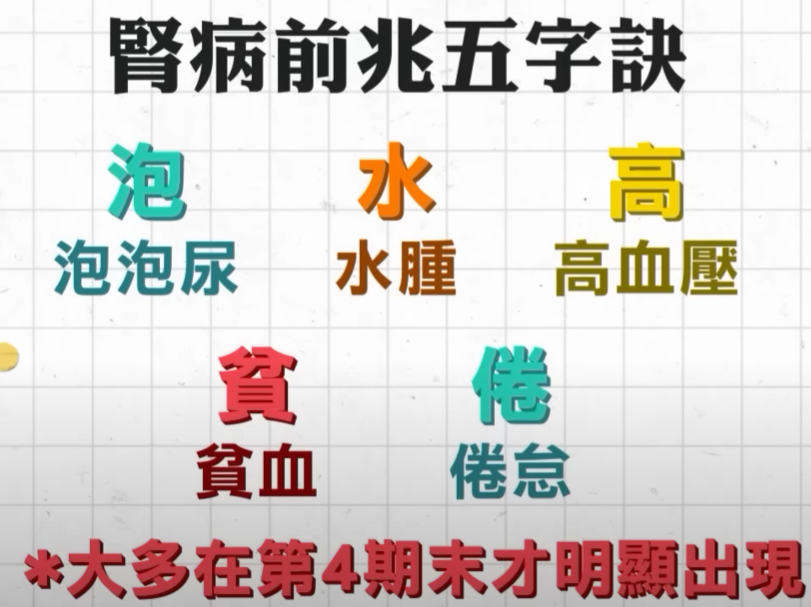 腎病前兆五字訣
泡 水 高
泡泡尿 水腫 高血壓
貧 倦
貧血 倦怠
*大多在第4期末才明顯出現